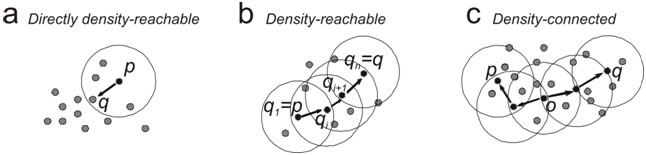 a Directly density-reachable
p
q
b Density-reachable
qn=q
qi+1
q1=p
qi
c Density-connected
p
q
o